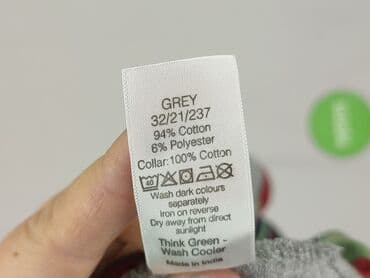 GREY
32/21/237
94% Cotton
6% Polyester
Collar:100% Cotton
40
Wash dark colours
separately
Iron on reverse
Dry away from direct
sunlight
Think Green -
Wash Cooler
Made in India